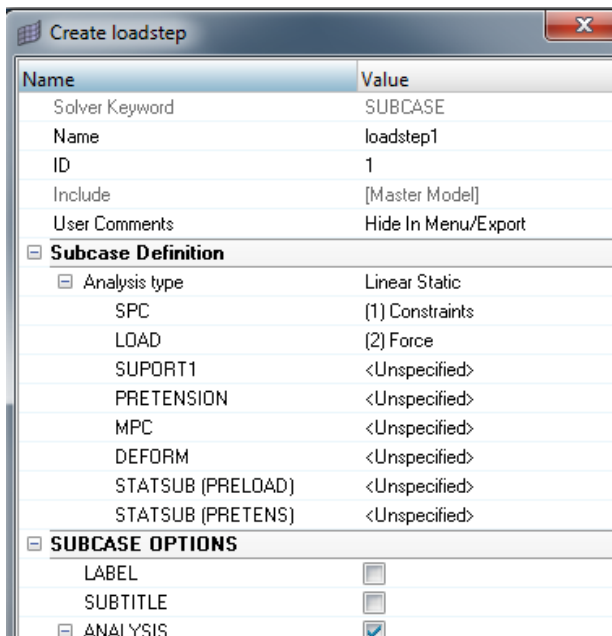 Create loadstep
Name Value
Solver Keyword SUBCASE
Name loadstep1
ID 1
Include [Master Model]
User Comments Hide In Menu/Export
Subcase Definition
Analysis type Linear Static
SPC (1) Constraints
LOAD (2) Force
SUPORT1 <Unspecified>
PRETENSION <Unspecified>
MPC <Unspecified>
DEFORM <Unspecified>
STATSUB (PRELOAD) <Unspecified>
STATSUB (PRETENS) <Unspecified>
SUBCASE OPTIONS
LABEL
SUBTITLE
ANALYSIS